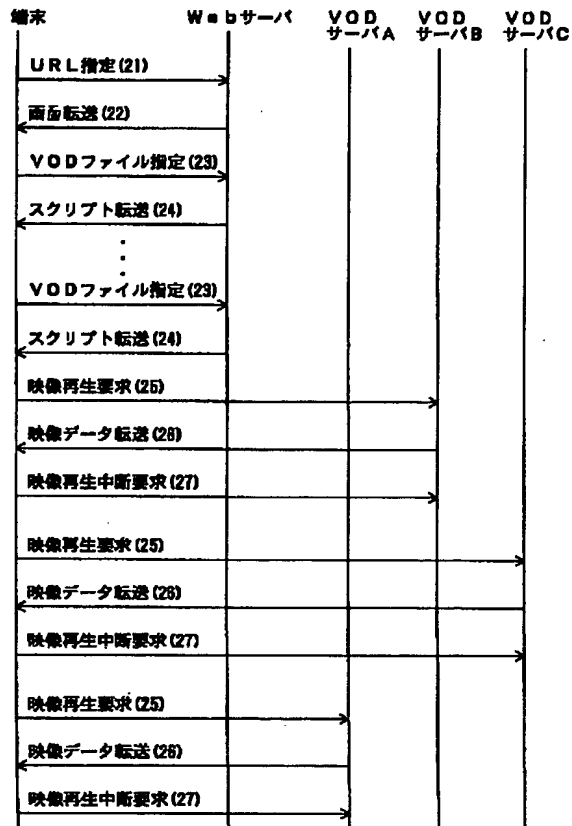 端末 Webサーバ VOD VOD VOD
サーバA サーバB サーバC
URL指定(21)
画面転送(22)
VODファイル指定(23)
スクリプト転送(24)
VODファイル指定(23)
スクリプト転送(24)
映像再生要求(25)
映像データ転送(26)
映像再生中断要求(27)
映像再生要求(25)
映像データ転送(26)
映像再生中断要求(27)
映像再生要求(25)
映像データ転送(26)
映像再生中断要求(27)